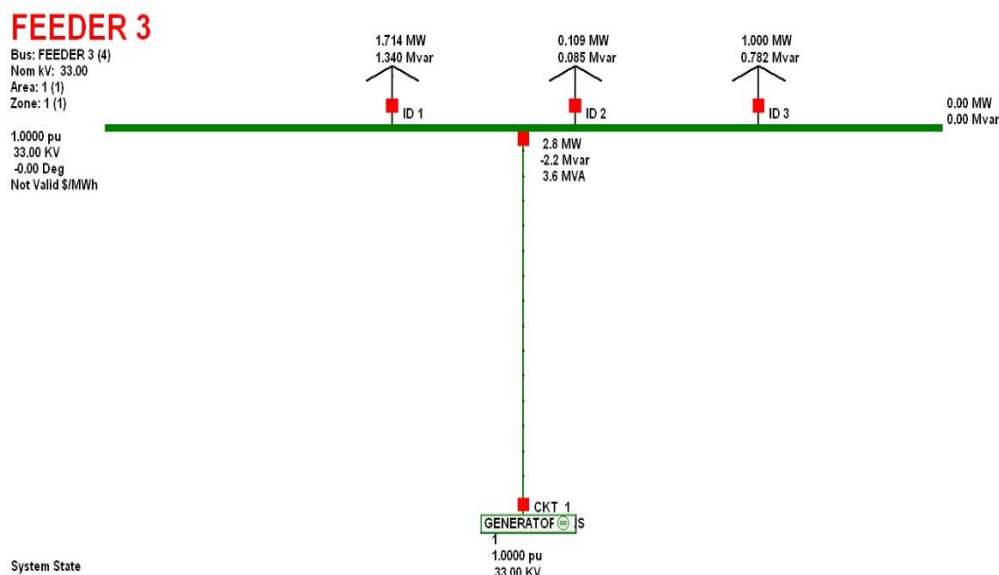 FEEDER 3
Bus: FEEDER 3 (4)
Nom kV: 33.00
Area: 1 (1)
Zone: 1 (1)
1.714 MW
1.340 Mvar
ID 1
0.109 MW
0.085 Mvar
ID 2
1.000 MW
0.782 Mvar
ID 3
0.00 MW
0.00 Mvar
1.0000 pu
33.00 KV
-0.00 Deg
Not Valid $/MWh
2.8 MW
-2.2 Mvar
3.6 MVA
CKT 1
S
1
1.0000 pu
33.00 KV
System State